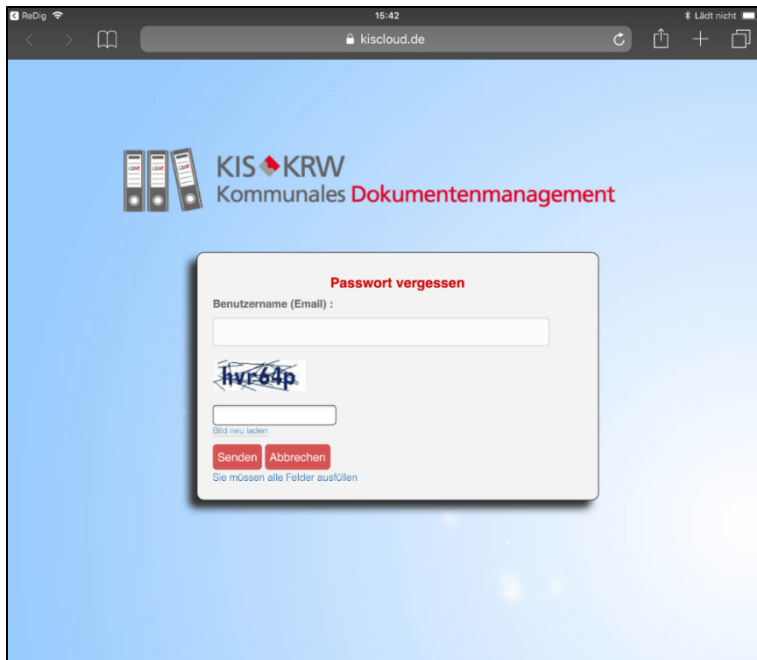 ReDig
15:42
Lädt nicht
kiscloud.de
KIS KRW
Kommunales Dokumentenmanagement
Passwort vergessen
Benutzername (Email) :
hvr64p
Bild neu laden
Senden Abbrechen
Sie müssen alle Felder ausfüllen